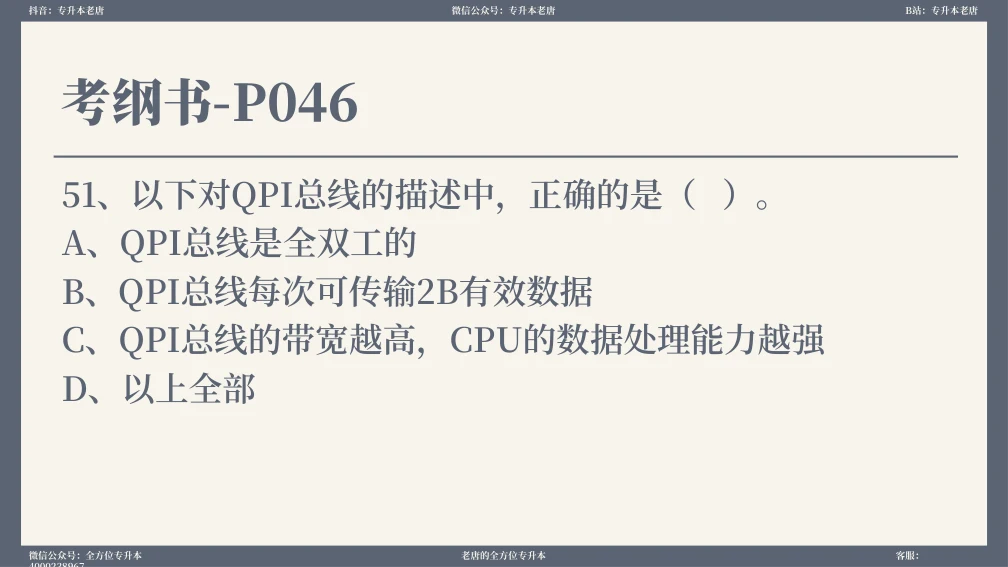 抖音：专升本老唐
微信公众号：专升本老唐
B站：专升本老唐
考纲书-P046
51、以下对QPI总线的描述中，正确的是（ ）。
A、QPI总线是全双工的
B、QPI总线每次可传输2B有效数据
C、QPI总线的带宽越高，CPU的数据处理能力越强
D、以上全部
微信公众号：全方位专升本
老唐的全方位专升本
客服：